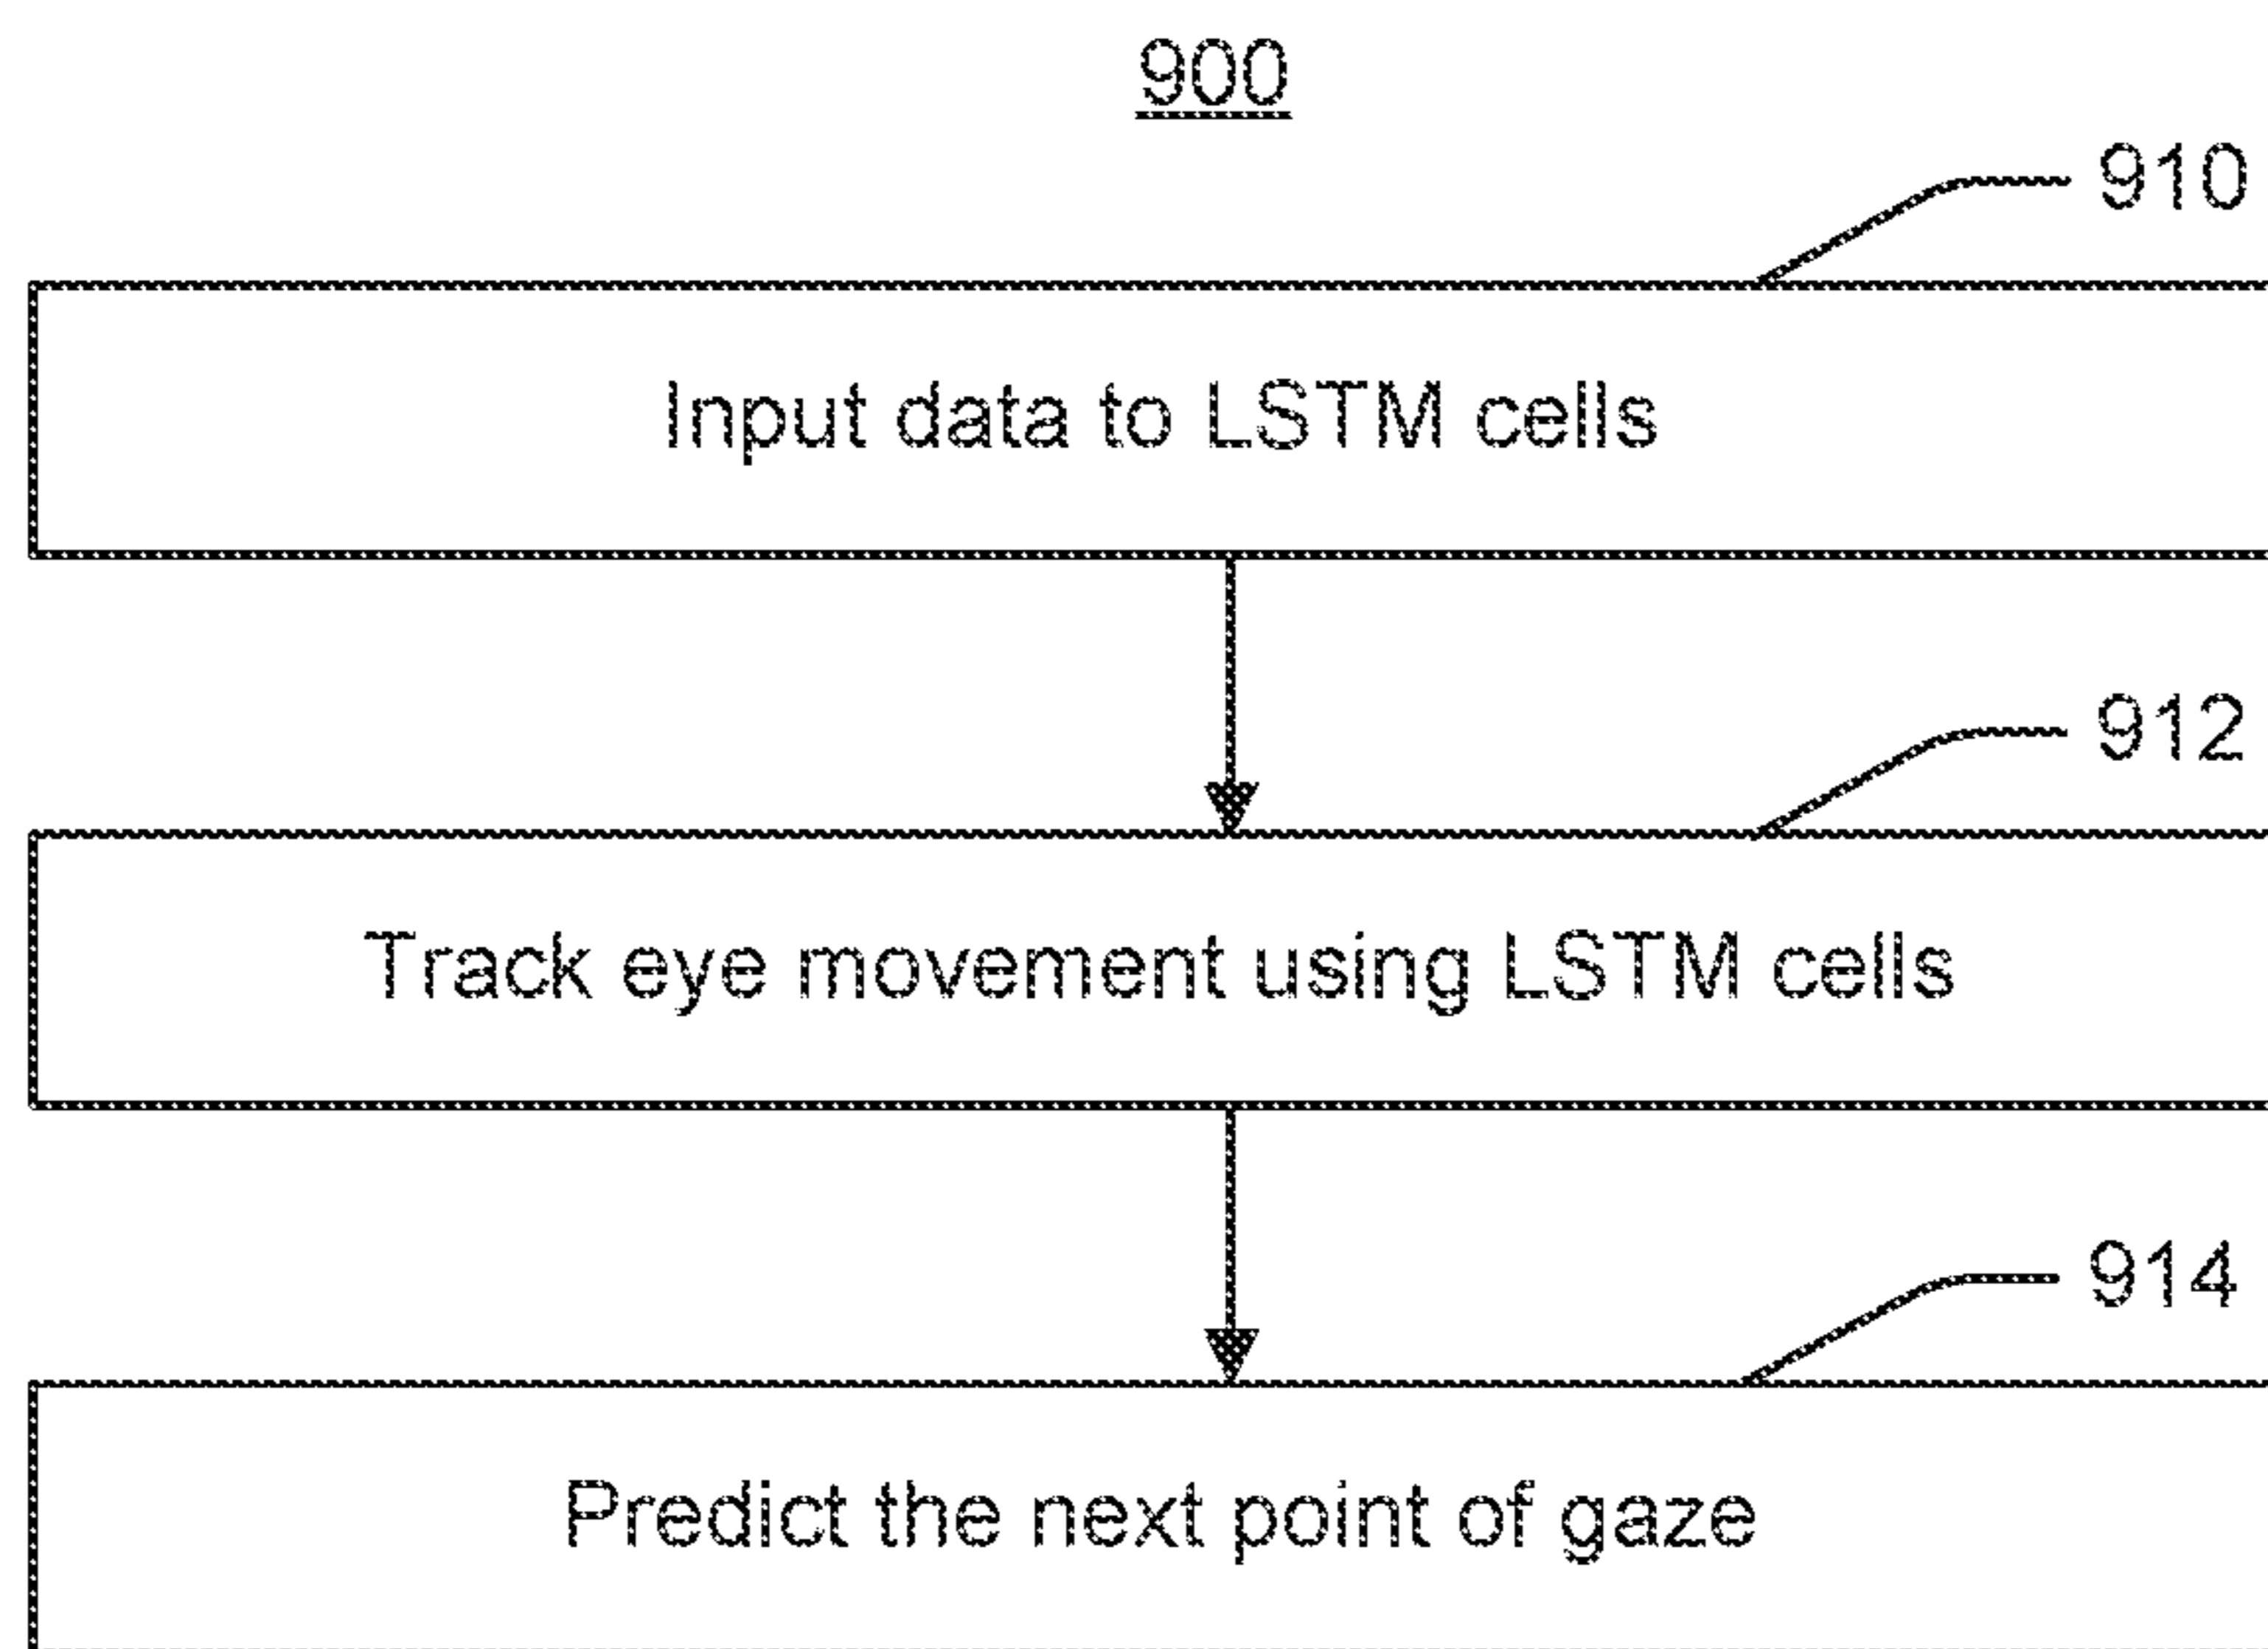 900
910
Input data to LSTM cells
912
Track eye movement using LSTM cells
914
Predict the next point of gaze